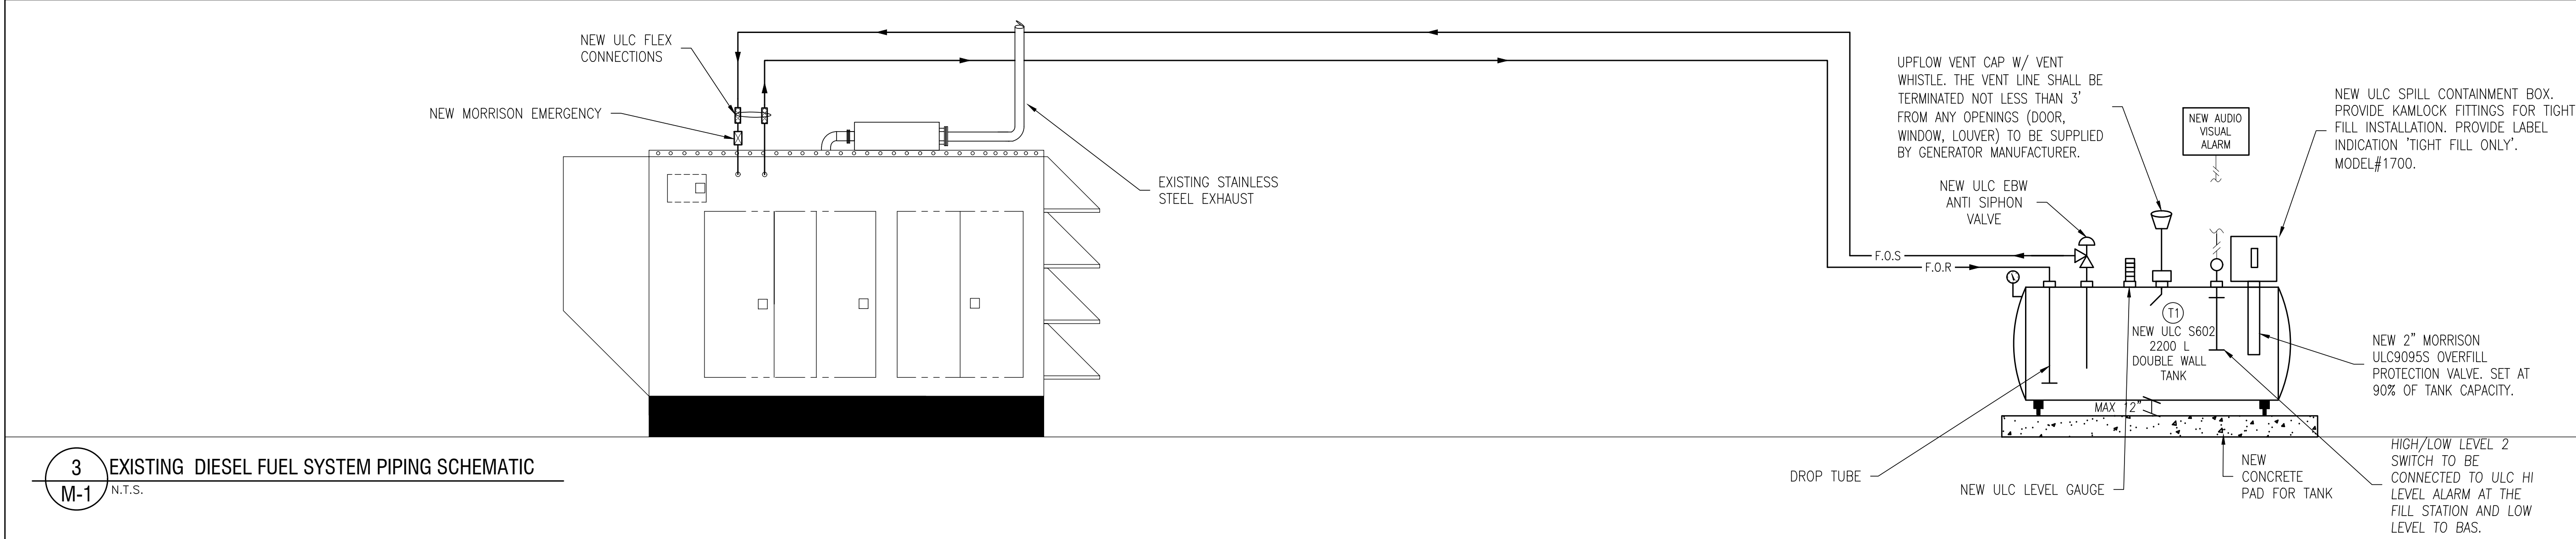 NEW ULC FLEX
CONNECTIONS
NEW MORRISON EMERGENCY
EXISTING STAINLESS
STEEL EXHAUST
UPFLOW VENT CAP W/ VENT
WHISTLE. THE VENT LINE SHALL BE
TERMINATED NOT LESS THAN 3'
FROM ANY OPENINGS (DOOR,
WINDOW, LOUVER) TO BE SUPPLIED
BY GENERATOR MANUFACTURER.
NEW AUDIO
VISUAL
ALARM
NEW ULC SPILL CONTAINMENT BOX.
PROVIDE KAMLOCK FITTINGS FOR TIGHT
FILL INSTALLATION. PROVIDE LABEL
INDICATION 'TIGHT FILL ONLY'.
MODEL#1700.
NEW ULC EBW
ANTI SIPHON
VALVE
F.O.S
F.O.R
T1
NEW ULC S602
2200 L
DOUBLE WALL
TANK
NEW 2" MORRISON
ULC9095S OVERFILL
PROTECTION VALVE. SET AT
90% OF TANK CAPACITY.
MAX 12"
DROP TUBE
NEW ULC LEVEL GAUGE
NEW
CONCRETE
PAD FOR TANK
HIGH/LOW LEVEL 2
SWITCH TO BE
CONNECTED TO ULC HI
LEVEL ALARM AT THE
FILL STATION AND LOW
LEVEL TO BAS.
3
M-1
EXISTING DIESEL FUEL SYSTEM PIPING SCHEMATIC
N.T.S.